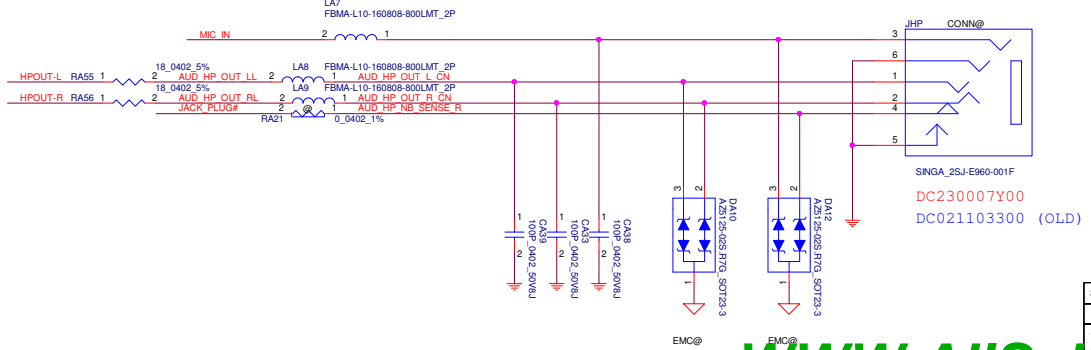 LA7
FBMA-L10-160808-800LMT_2P
MIC_IN 2 1
JHP CONN@
3
6
18_0402_5% LA8 FBMA-L10-160808-800LMT_2P
HPOUT-L RA55 1 2 AUD_HP_OUT_LL 2 1 AUD_HP_OUT_L_CN 1
18_0402_5% LA9 FBMA-L10-160808-800LMT_2P
HPOUT-R RA56 1 2 AUD_HP_OUT_RL 2 1 AUD_HP_OUT_R_CN 2
JACK_PLUG# 2 @ 1 AUD_HP_NB_SENSE_R 4
RA21 0_0402_1%
5
SINGA_2SJ-E960-001F
DC230007Y00
DC021103300 (OLD)
1
2
CA39
100P_0402_50V8J
1
2
CA33
100P_0402_50V8J
1
2
CA38
100P_0402_50V8J
3
2
1
DA10
AZ5125-02S.R7G_SOT23-3
3
2
1
DA12
AZ5125-02S.R7G_SOT23-3
EMC@ EMC@